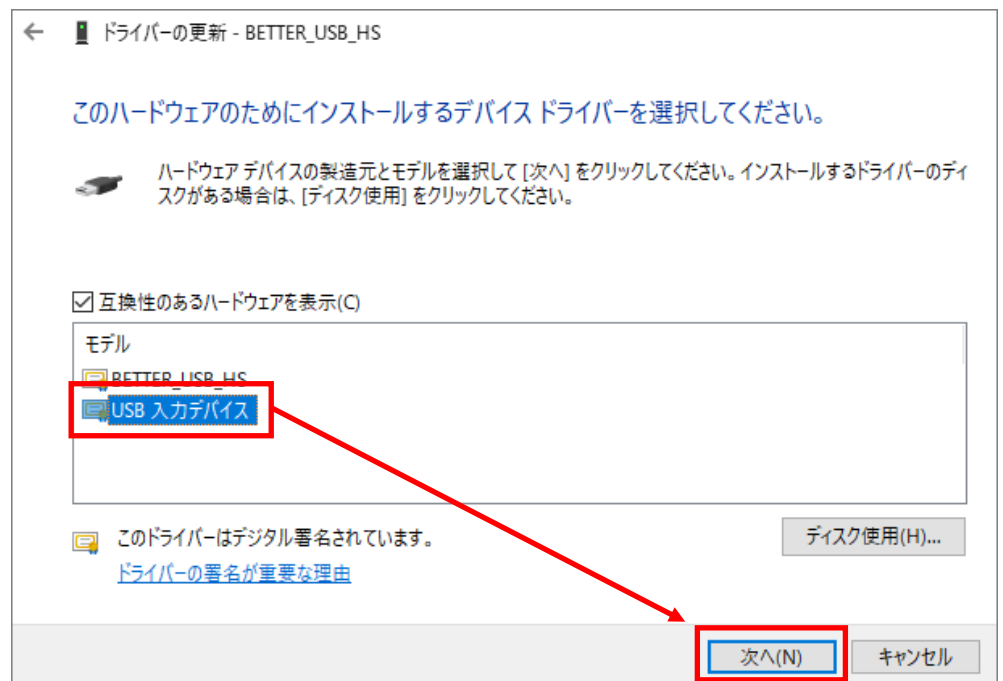 ドライバーの更新 - BETTER_USB_HS
このハードウェアのためにインストールするデバイス ドライバーを選択してください。
ハードウェア デバイスの製造元とモデルを選択して [次へ] をクリックしてください。インストールするドライバーのディ
スクがある場合は、[ディスク使用] をクリックしてください。
互換性のあるハードウェアを表示(C)
モデル
BETTER_USB_HS
USB 入力デバイス
このドライバーはデジタル署名されています。
ディスク使用(H)...
ドライバーの署名が重要な理由
次へ(N)
キャンセル